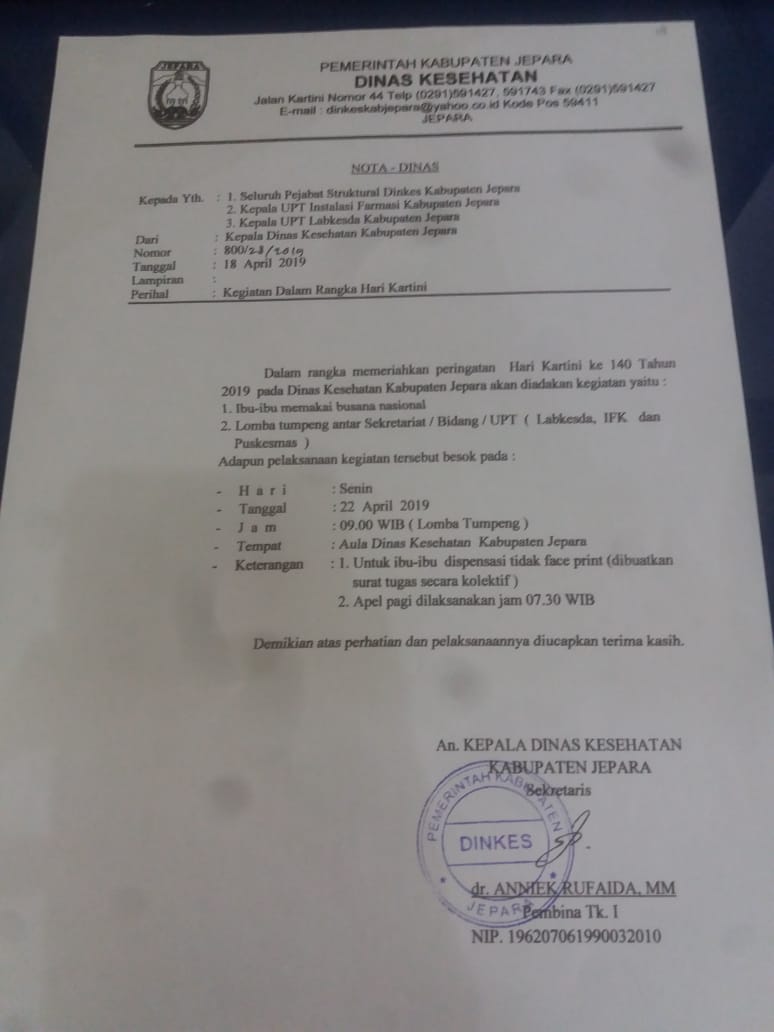 JEPARA
PEMERINTAH KABUPATEN JEPARA
DINAS KESEHATAN
Jalan Kartini Nomor 44 Telp (0291)591427, 591743 Fax (0291)591427
E-mail : dinkeskabjepara@yahoo.co.id Kode Pos 59411
JEPARA
NOTA - DINAS
Kepada Yth. : 1. Seluruh Pejabat Struktural Dinkes Kabupaten Jepara
2. Kepala UPT Instalasi Farmasi Kabupaten Jepara
3. Kepala UPT Labkesda Kabupaten Jepara
Dari : Kepala Dinas Kesehatan Kabupaten Jepara
Nomor : 800/23/2019
Tanggal : 18 April 2019
Lampiran :
Perihal : Kegiatan Dalam Rangka Hari Kartini
Dalam rangka memeriahkan peringatan Hari Kartini ke 140 Tahun
2019 pada Dinas Kesehatan Kabupaten Jepara akan diadakan kegiatan yaitu :
1. Ibu-ibu memakai busana nasional
2. Lomba tumpeng antar Sekretariat / Bidang / UPT ( Labkesda, IFK dan
Puskesmas )
Adapun pelaksanaan kegiatan tersebut besok pada :
- H a r i : Senin
- Tanggal : 22 April 2019
- J a m : 09.00 WIB ( Lomba Tumpeng )
- Tempat : Aula Dinas Kesehatan Kabupaten Jepara
- Keterangan : 1. Untuk ibu-ibu dispensasi tidak face print (dibuatkan
surat tugas secara kolektif )
2. Apel pagi dilaksanakan jam 07.30 WIB
Demikian atas perhatian dan pelaksanaannya diucapkan terima kasih.
An. KEPALA DINAS KESEHATAN
KABUPATEN JEPARA
Sekretaris
PEMERINTAH KABUPATEN
DINKES
JEPARA
dr. ANNIEK RUFAIDA, MM
Pembina Tk. I
NIP. 196207061990032010